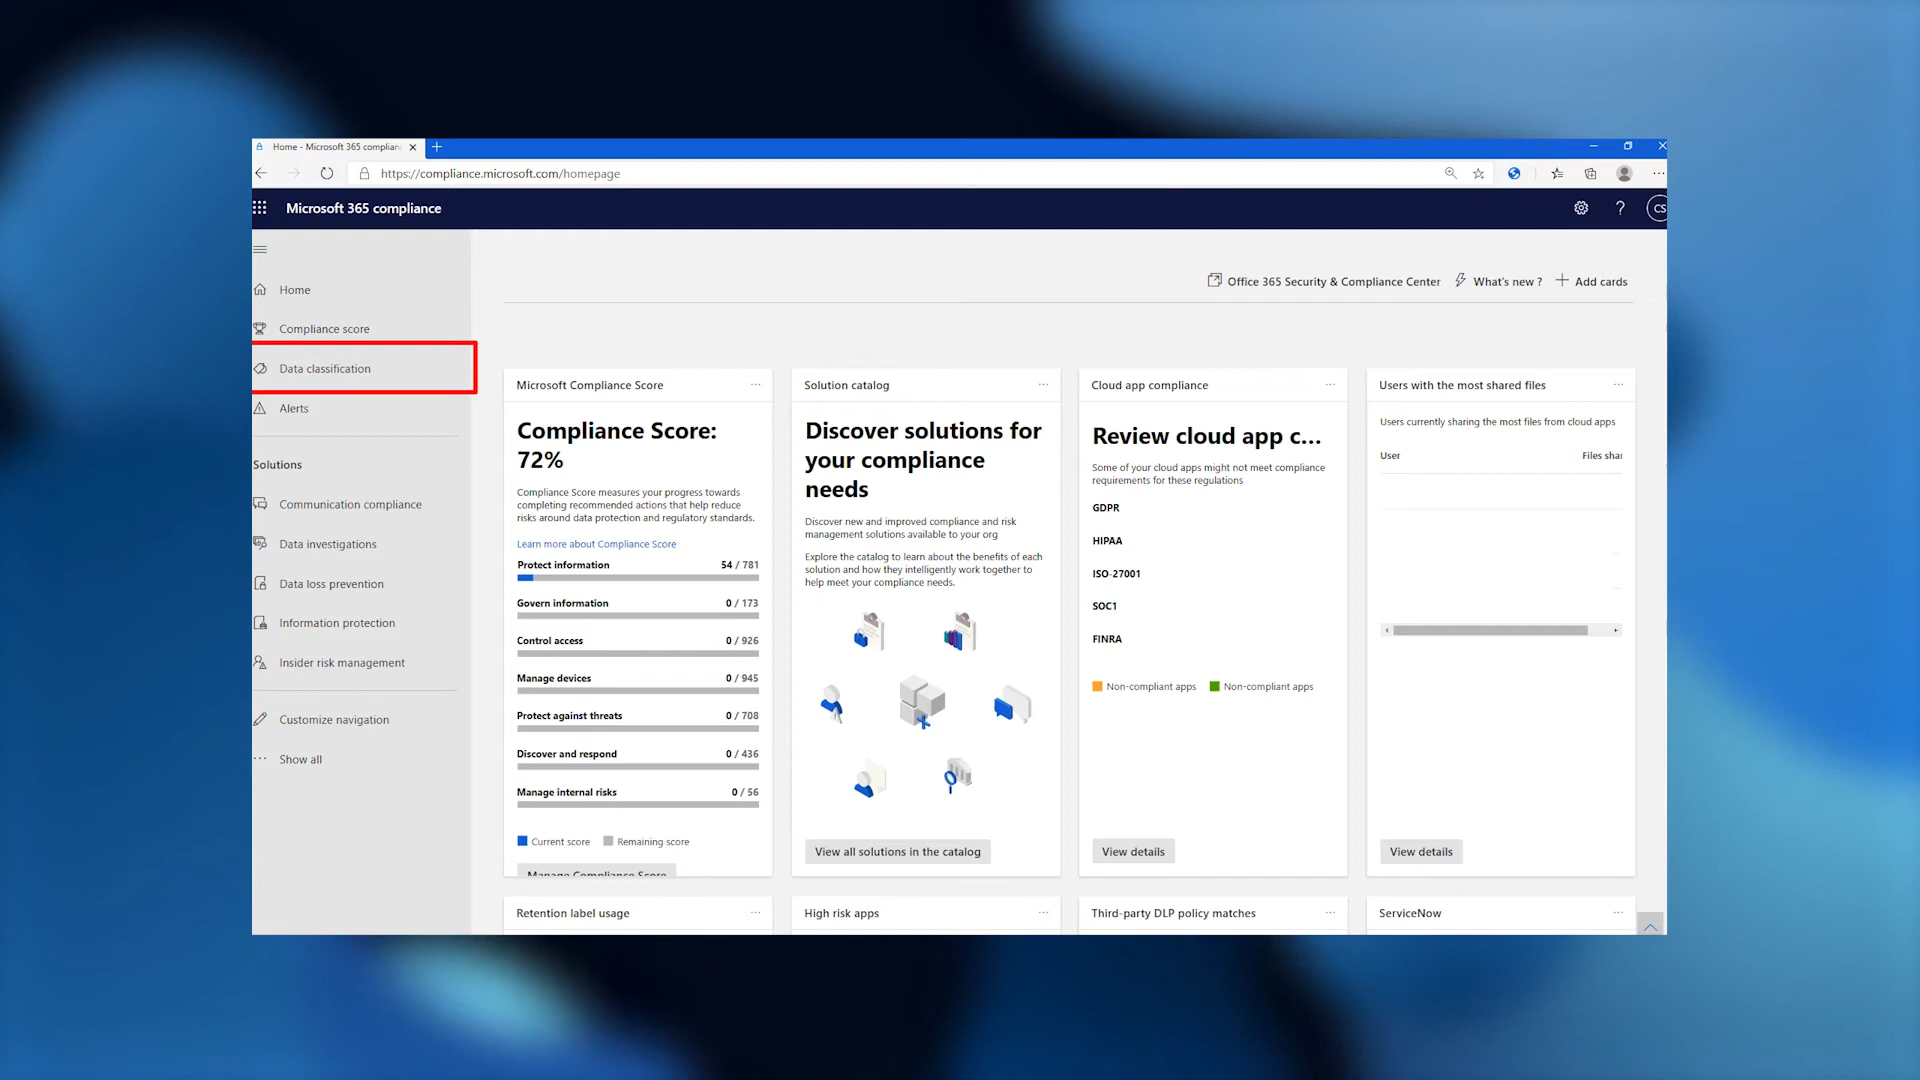 Home - Microsoft 365 complian
https://compliance.microsoft.com/homepage
Microsoft 365 compliance
?
CS
Home
Compliance score
Data classification
Alerts
Solutions
Communication compliance
Data investigations
Data loss prevention
Information protection
Insider risk management
Customize navigation
Show all
Office 365 Security & Compliance Center
What's new ?
Add cards
Microsoft Compliance Score
Compliance Score:
72%
Compliance Score measures your progress towards
completing recommended actions that help reduce
risks around data protection and regulatory standards.
Learn more about Compliance Score
Protect information 54 / 781
Govern information 0 / 173
Control access 0 / 926
Manage devices 0 / 945
Protect against threats 0 / 708
Discover and respond 0 / 436
Manage internal risks 0 / 56
Current score Remaining score
Manage Compliance Score
Solution catalog
Discover solutions for
your compliance
needs
Discover new and improved compliance and risk
management solutions available to your org
Explore the catalog to learn about the benefits of each
solution and how they intelligently work together to
help meet your compliance needs.
View all solutions in the catalog
Cloud app compliance
Review cloud app c...
Some of your cloud apps might not meet compliance
requirements for these regulations
GDPR
HIPAA
ISO-27001
SOC1
FINRA
Non-compliant apps Non-compliant apps
View details
Users with the most shared files
Users currently sharing the most files from cloud apps
User Files shar
View details
Retention label usage
High risk apps
Third-party DLP policy matches
ServiceNow